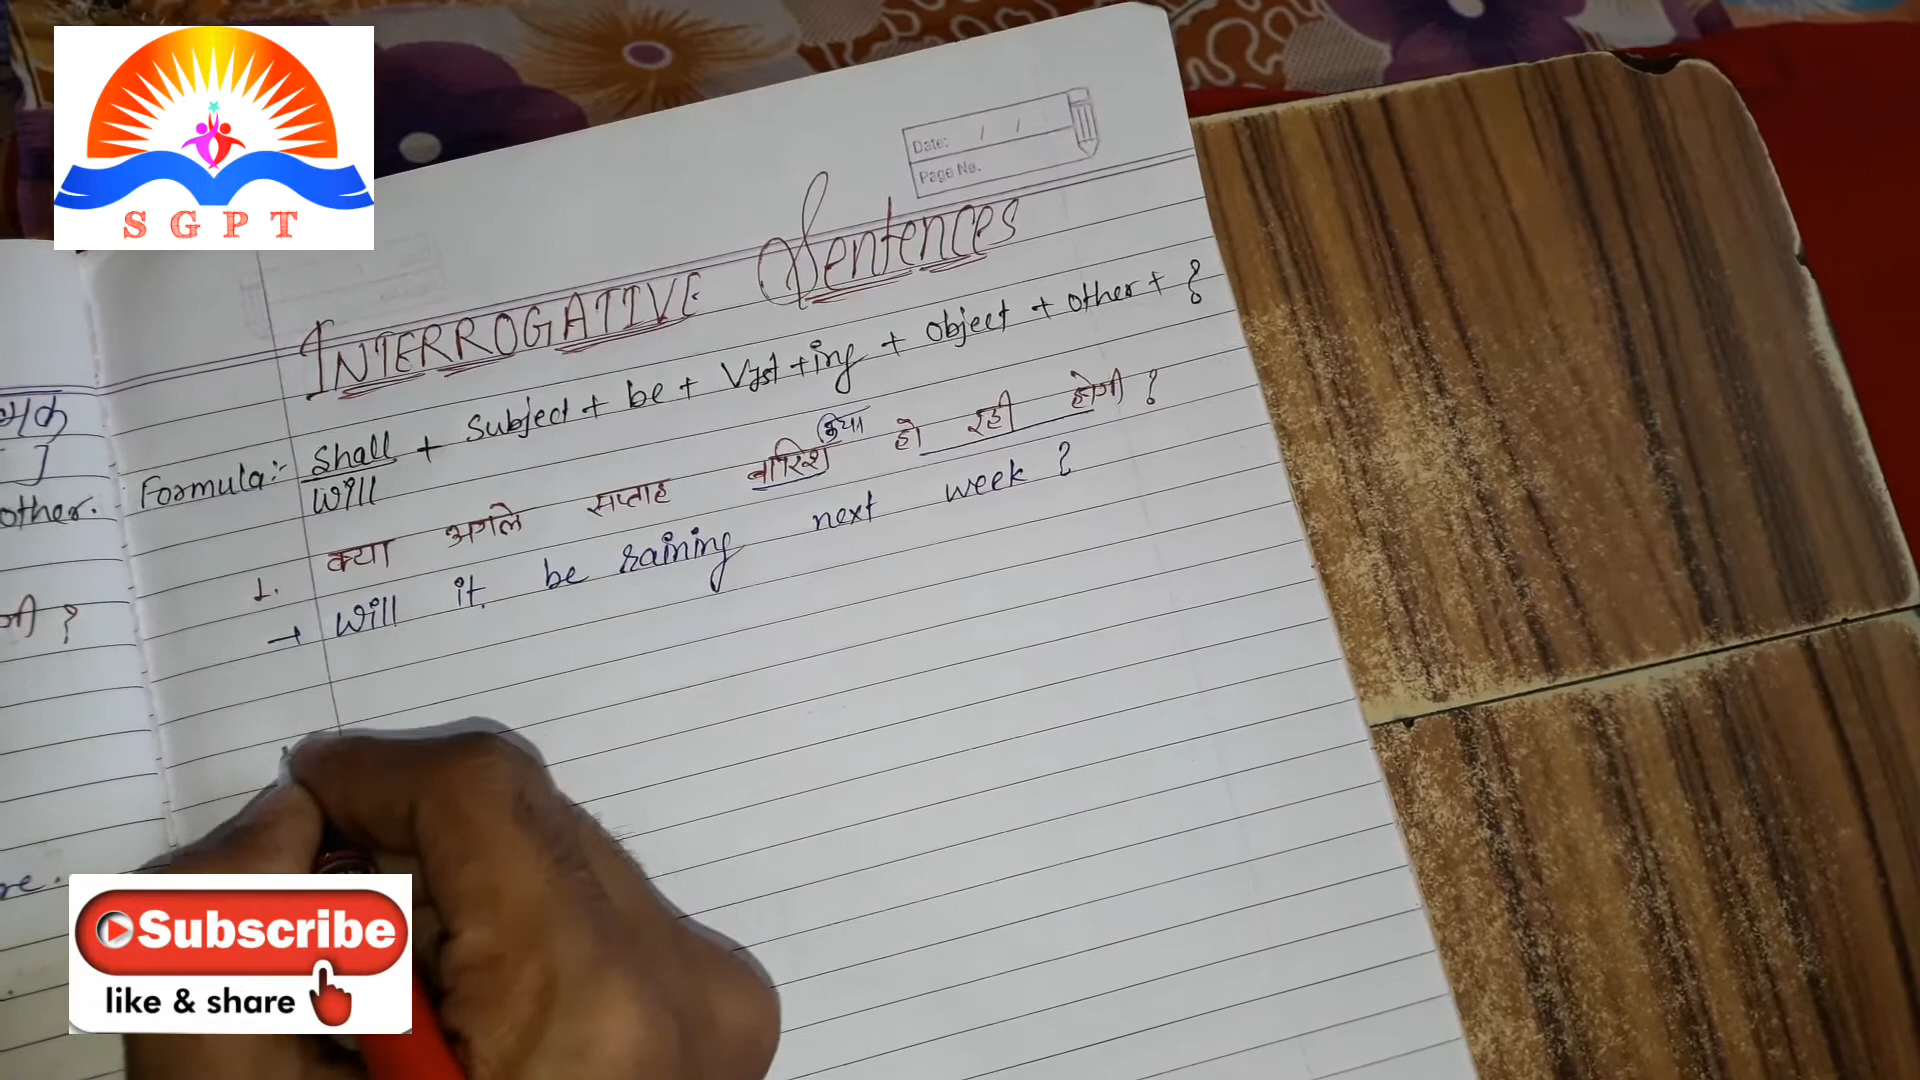 SGPT
Date: / /
Page No.
INTERROGATIVE Sentences
Formula:- Shall + Subject + be + V1st + ing + object + other + ?
Will
क्रिया
1. क्या अगले सप्ताह बारिश हो रही होगी ?
→ Will it be raining next week ?
]
other.
?
Subscribe
like & share